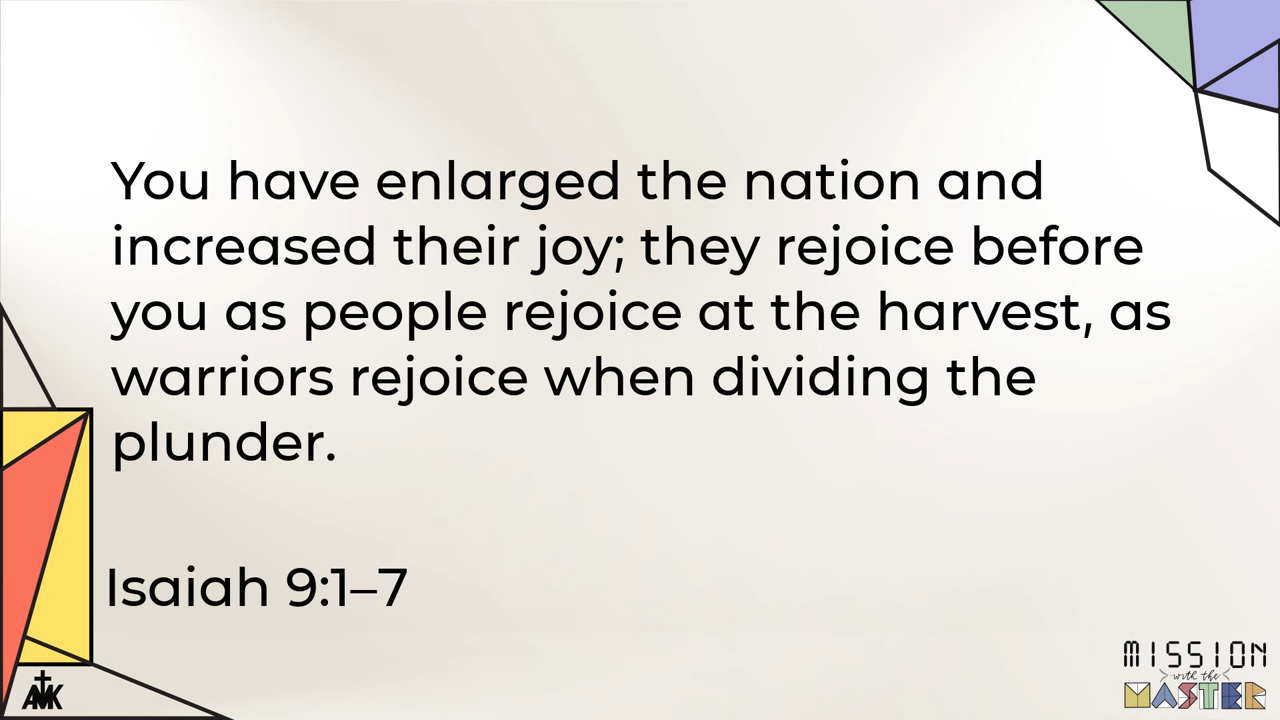 You have enlarged the nation and
increased their joy; they rejoice before
you as people rejoice at the harvest, as
warriors rejoice when dividing the
plunder.
Isaiah 9:1–7
MISSION
with the
MASTER
AMK